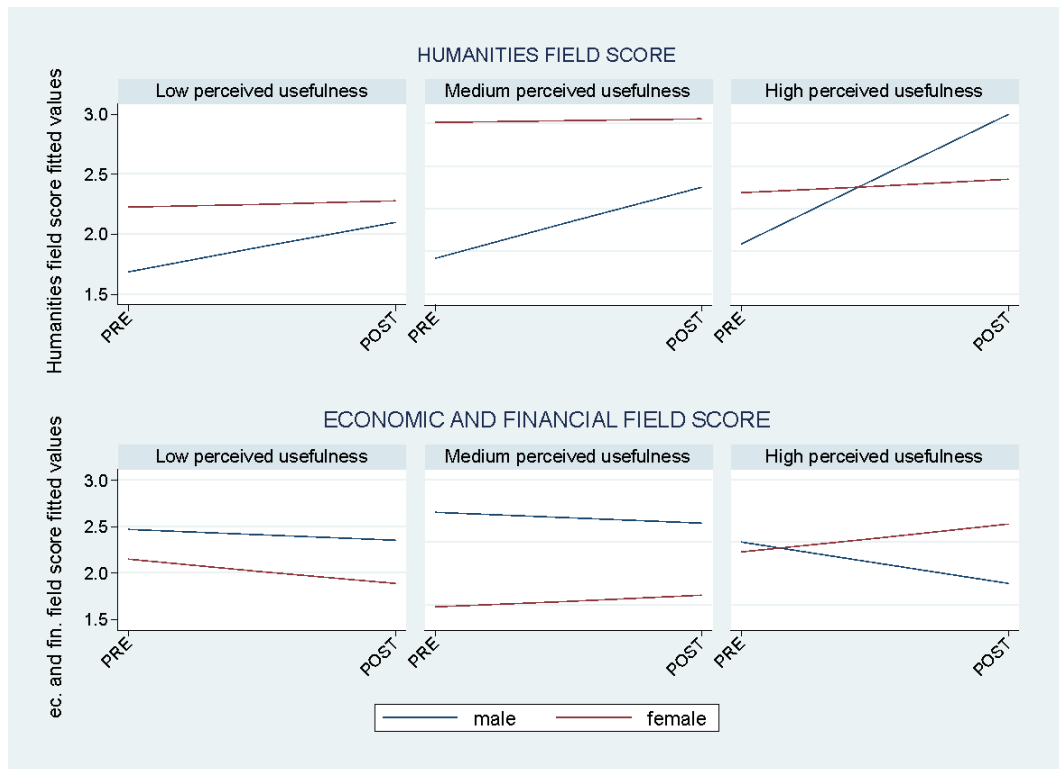 HUMANITIES FIELD SCORE
Humanities field score fitted values
Low perceived usefulness
Medium perceived usefulness
High perceived usefulness
3.0
2.5
2.0
1.5
PRE
POST
PRE
POST
PRE
POST
ECONOMIC AND FINANCIAL FIELD SCORE
ec. and fin. field score fitted values
Low perceived usefulness
Medium perceived usefulness
High perceived usefulness
3.0
2.5
2.0
1.5
PRE
POST
PRE
POST
PRE
POST
male
female